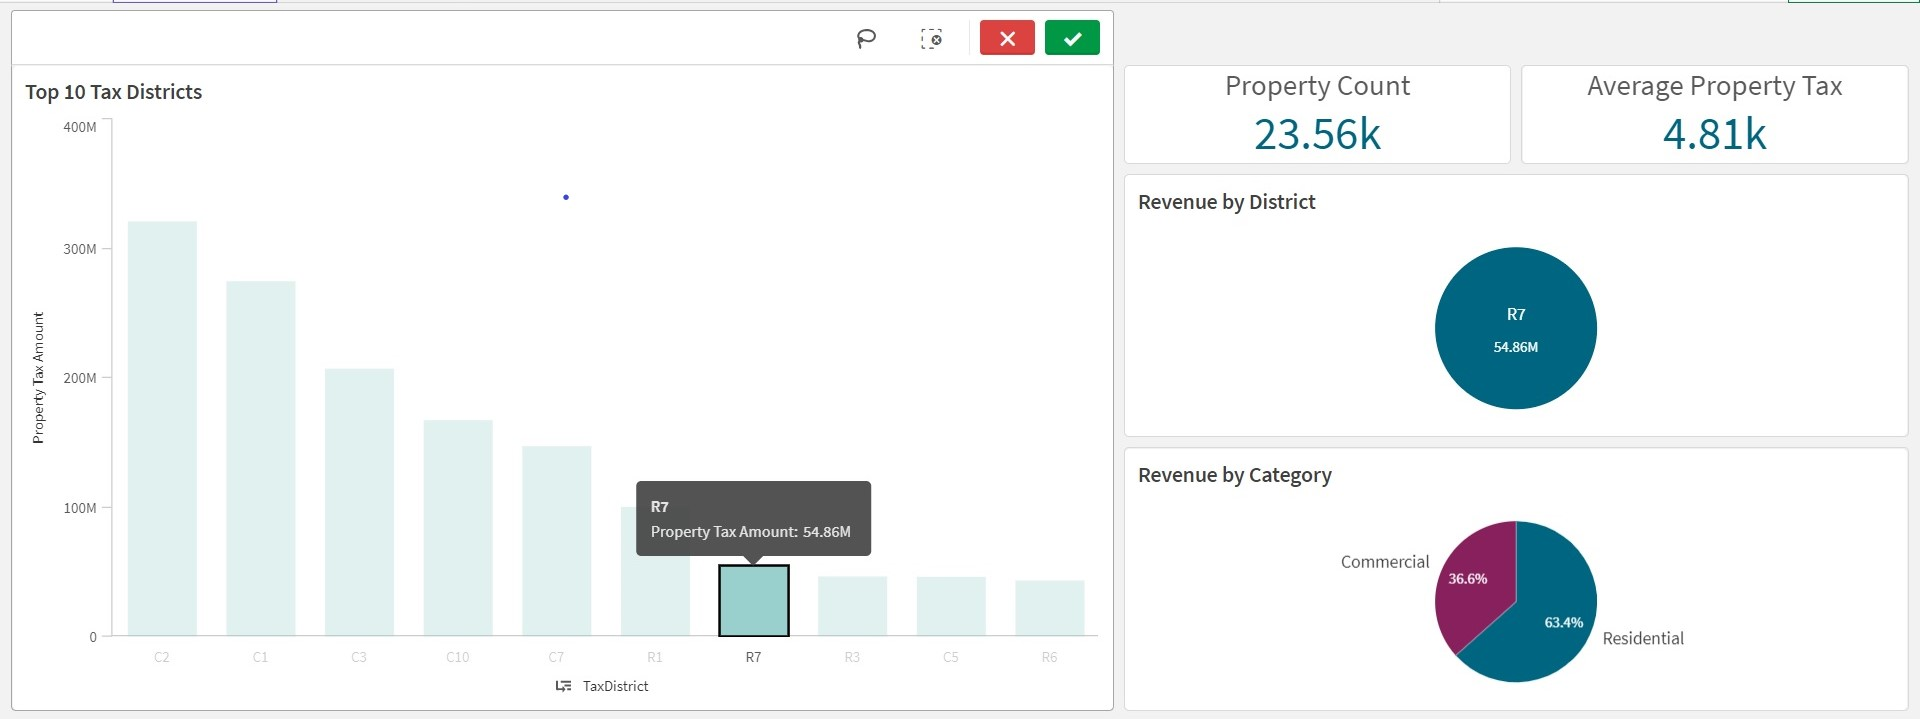 Top 10 Tax Districts
400M
300M
200M
100M
0
Property Tax Amount
R7
Property Tax Amount: 54.86M
C2 C1 C3 C10 C7 R1 R7 R3 C5 R6
TaxDistrict
Property Count
23.56k
Average Property Tax
4.81k
Revenue by District
R7
54.86M
Revenue by Category
Commercial
36.6%
63.4%
Residential